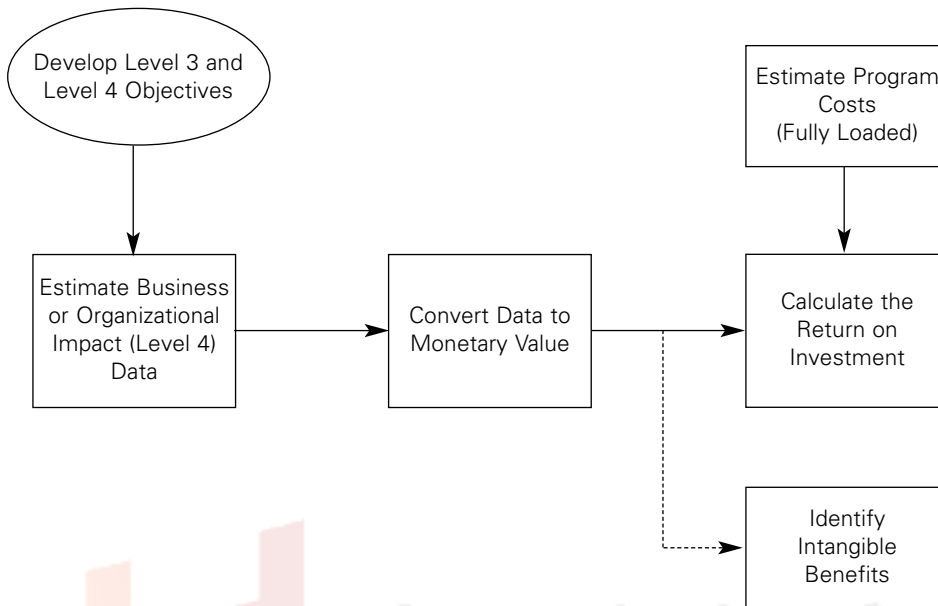 Develop Level 3 and
Level 4 Objectives
Estimate Program
Costs
(Fully Loaded)
Estimate Business
or Organizational
Impact (Level 4)
Data
Convert Data to
Monetary Value
Calculate the
Return on
Investment
Identify
Intangible
Benefits